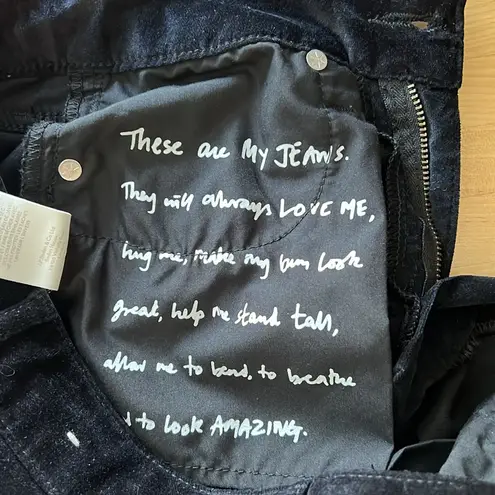 These are My JEANS.
They will always LOVE ME,
hug me, make my bum look
great, help me stand tall,
allow me to bend, to breathe
to look AMAZING.